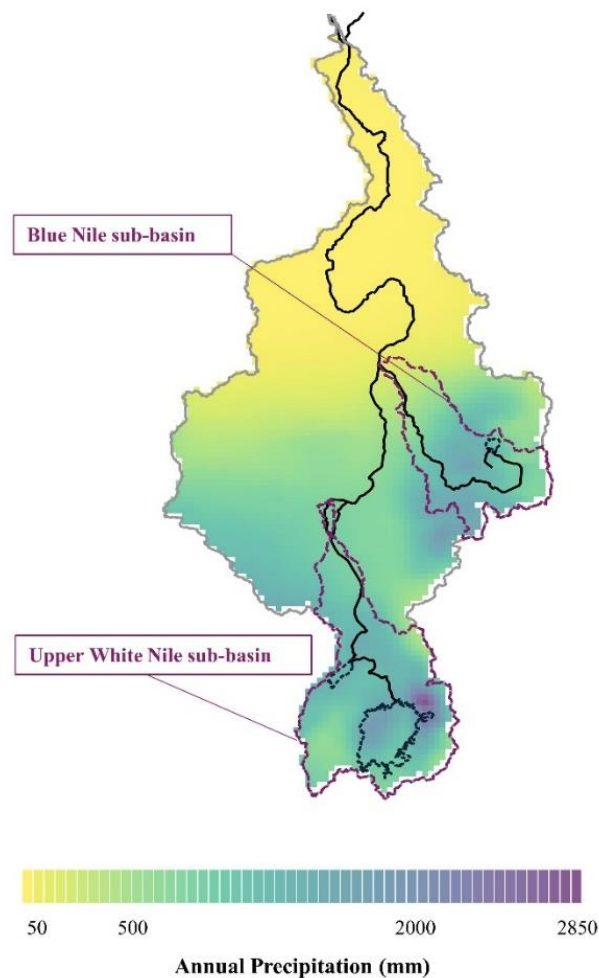 Blue Nile sub-basin
Upper White Nile sub-basin
50 500 2000 2850
Annual Precipitation (mm)